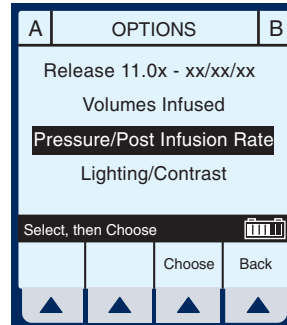 A OPTIONS B
Release 11.0x - xx/xx/xx
Volumes Infused
Pressure/Post Infusion Rate
Lighting/Contrast
Select, then Choose
Choose Back